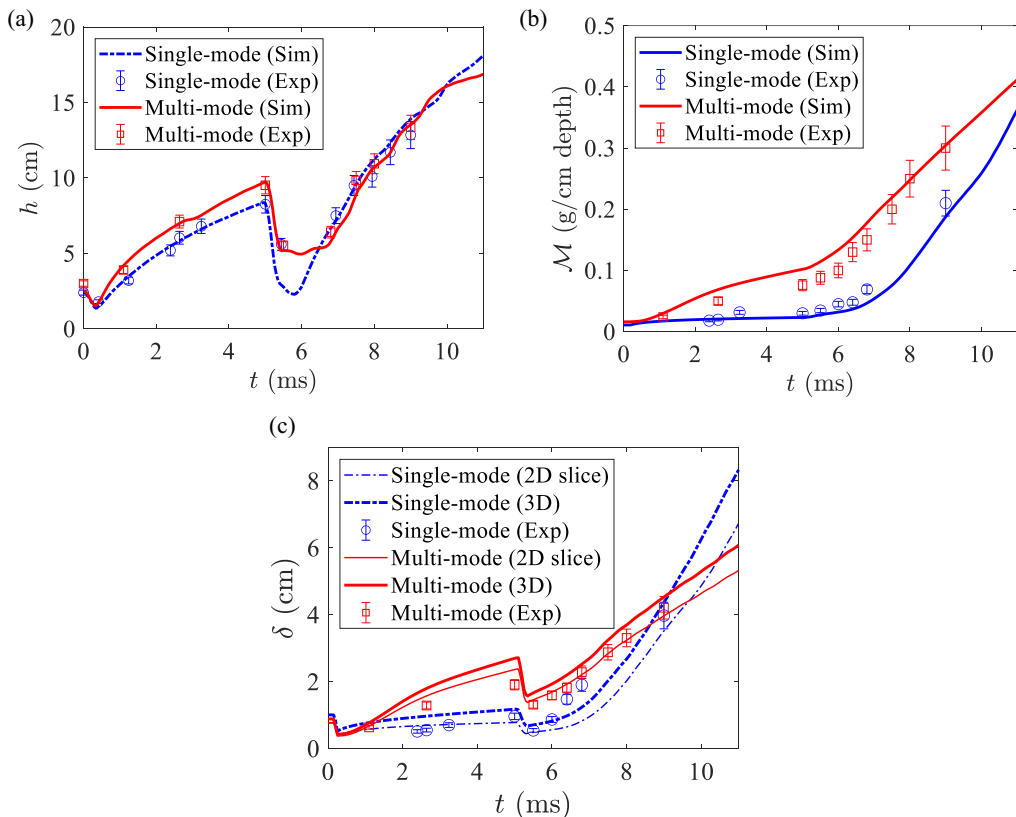 (a)
20
15
10
5
0
h (cm)
Single-mode (Sim)
Single-mode (Exp)
Multi-mode (Sim)
Multi-mode (Exp)
0 2 4 6 8 10
t (ms)
(b)
0.5
0.4
0.3
0.2
0.1
0
ℳ (g/cm depth)
Single-mode (Sim)
Single-mode (Exp)
Multi-mode (Sim)
Multi-mode (Exp)
0 2 4 6 8 10
t (ms)
(c)
8
6
4
2
0
δ (cm)
Single-mode (2D slice)
Single-mode (3D)
Single-mode (Exp)
Multi-mode (2D slice)
Multi-mode (3D)
Multi-mode (Exp)
0 2 4 6 8 10
t (ms)